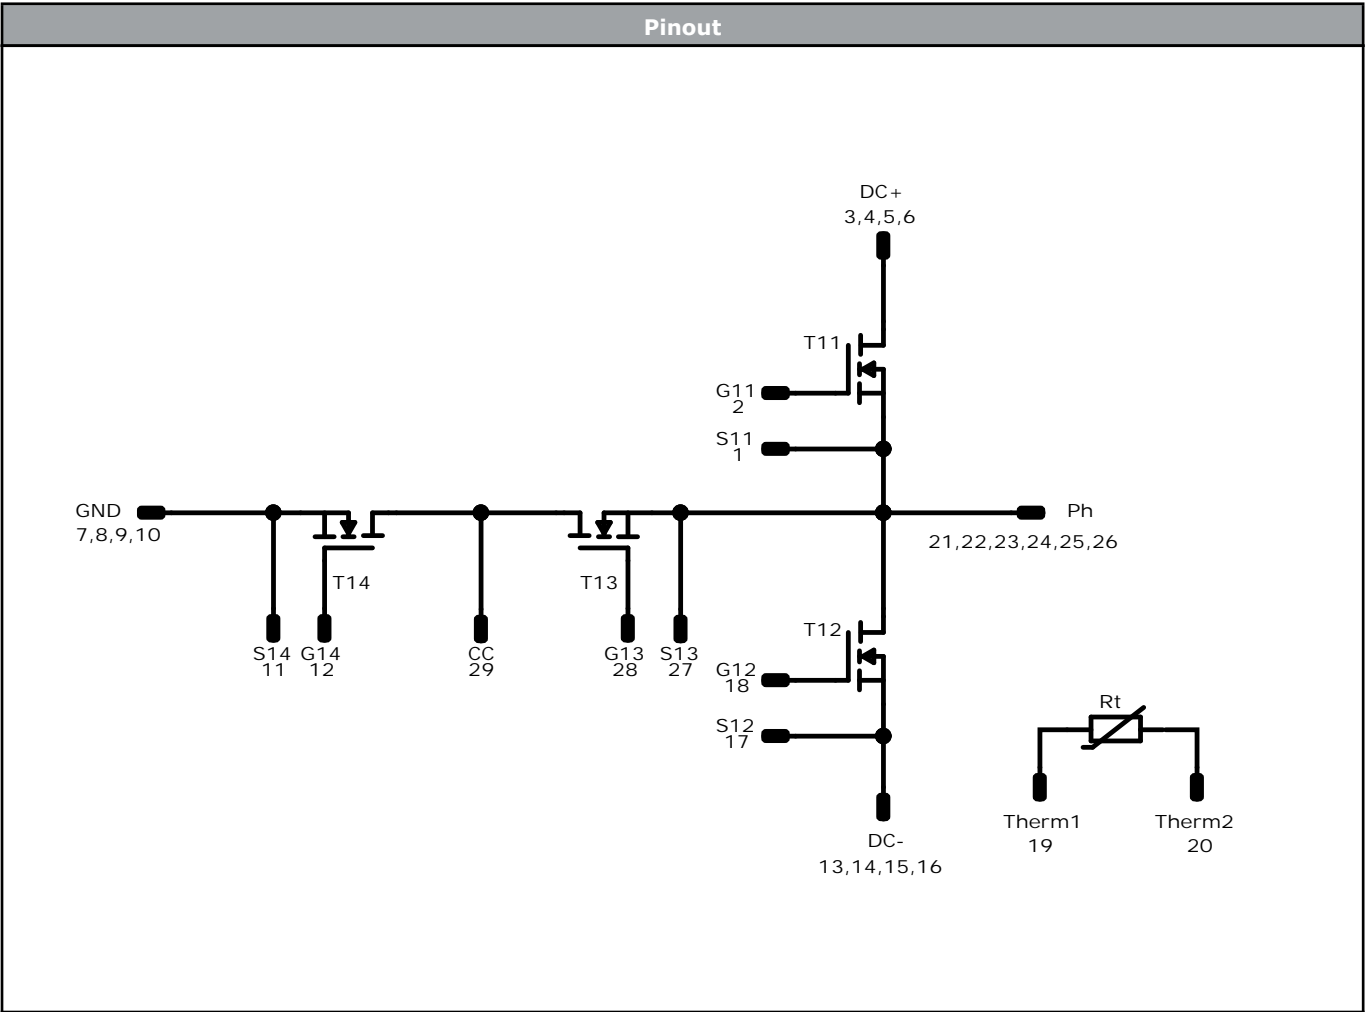 Pinout
DC+
3,4,5,6
T11
G11
2
S11
1
GND
7,8,9,10
Ph
21,22,23,24,25,26
T14
T13
S14
11
G14
12
CC
29
G13
28
S13
27
T12
G12
18
S12
17
DC-
13,14,15,16
Rt
Therm1
19
Therm2
20